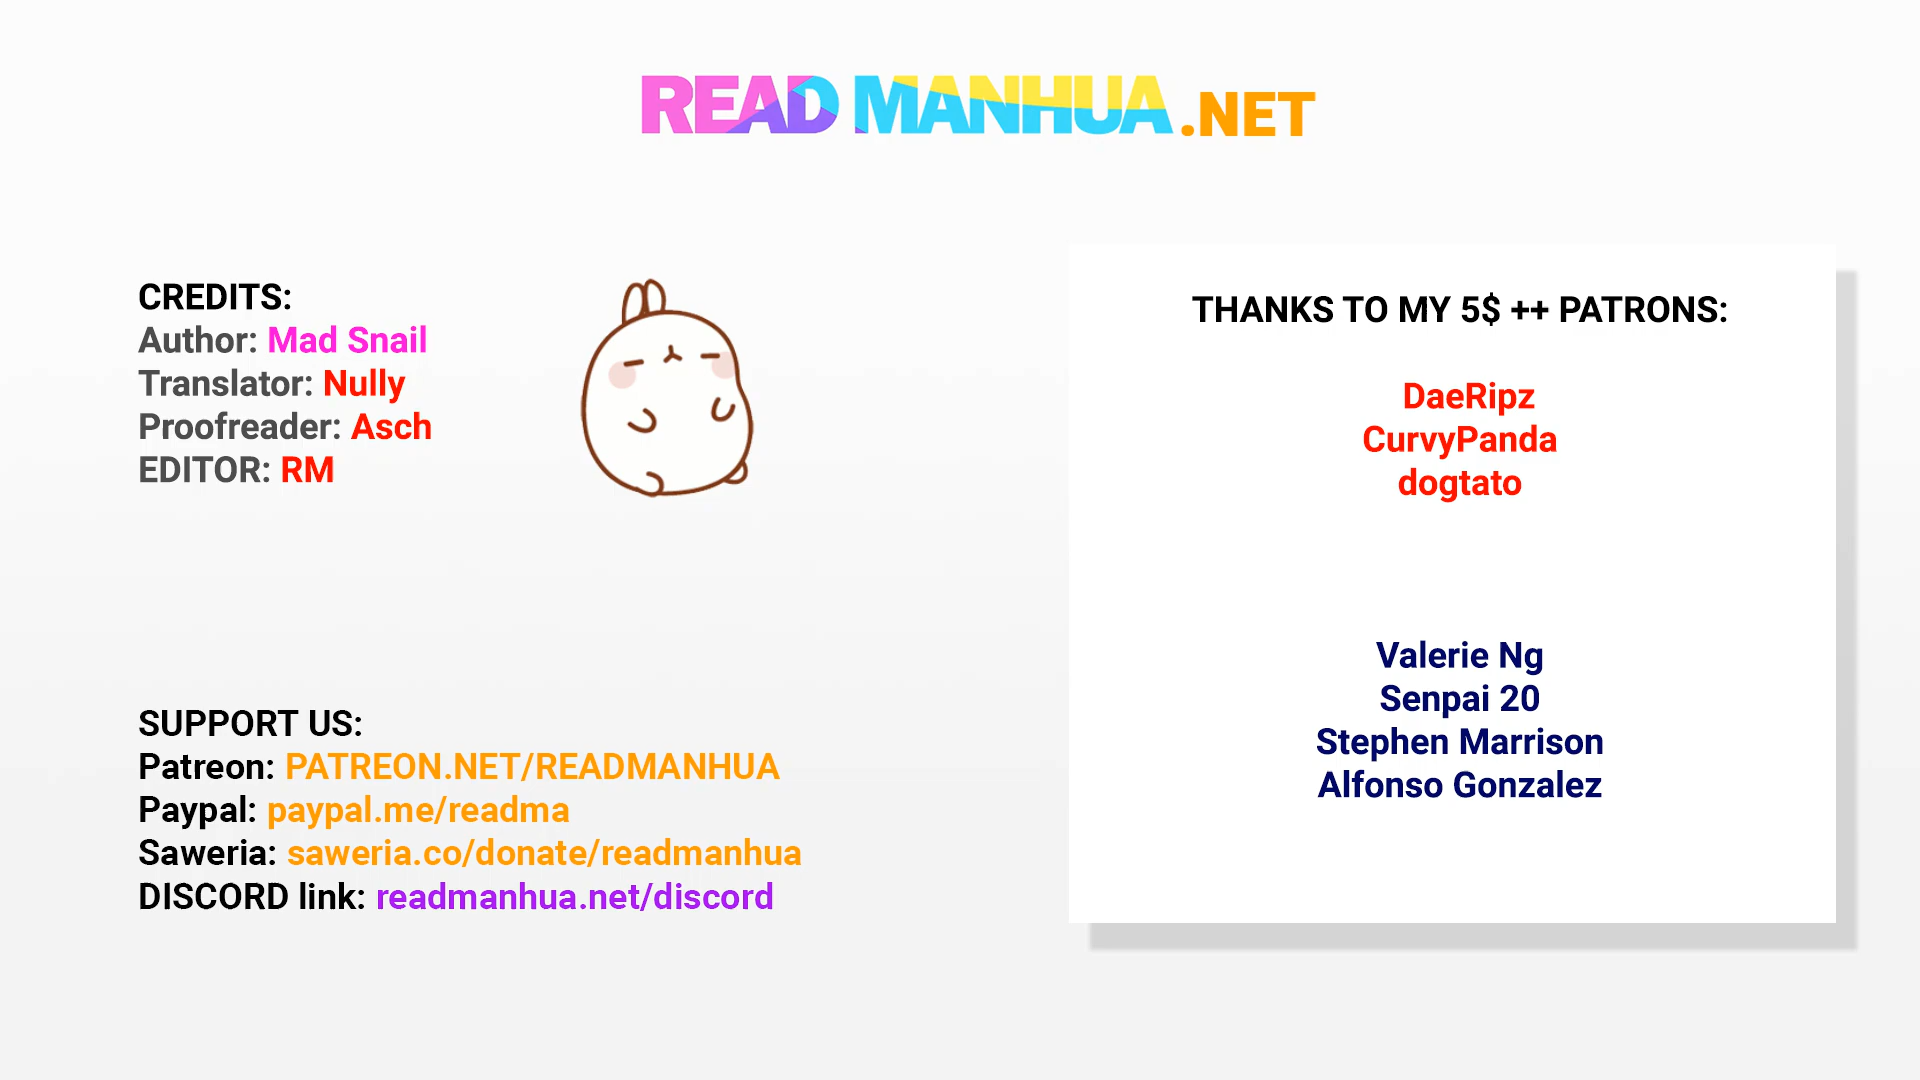 READ MANHUA .NET
CREDITS:
Author: Mad Snail
Translator: Nully
Proofreader: Asch
EDITOR: RM
SUPPORT US:
Patreon: PATREON.NET/READMANHUA
Paypal: paypal.me/readma
Saweria: saweria.co/donate/readmanhua
DISCORD link: readmanhua.net/discord
THANKS TO MY 5$ ++ PATRONS:
DaeRipz
CurvyPanda
dogtato
Valerie Ng
Senpai 20
Stephen Marrison
Alfonso Gonzalez